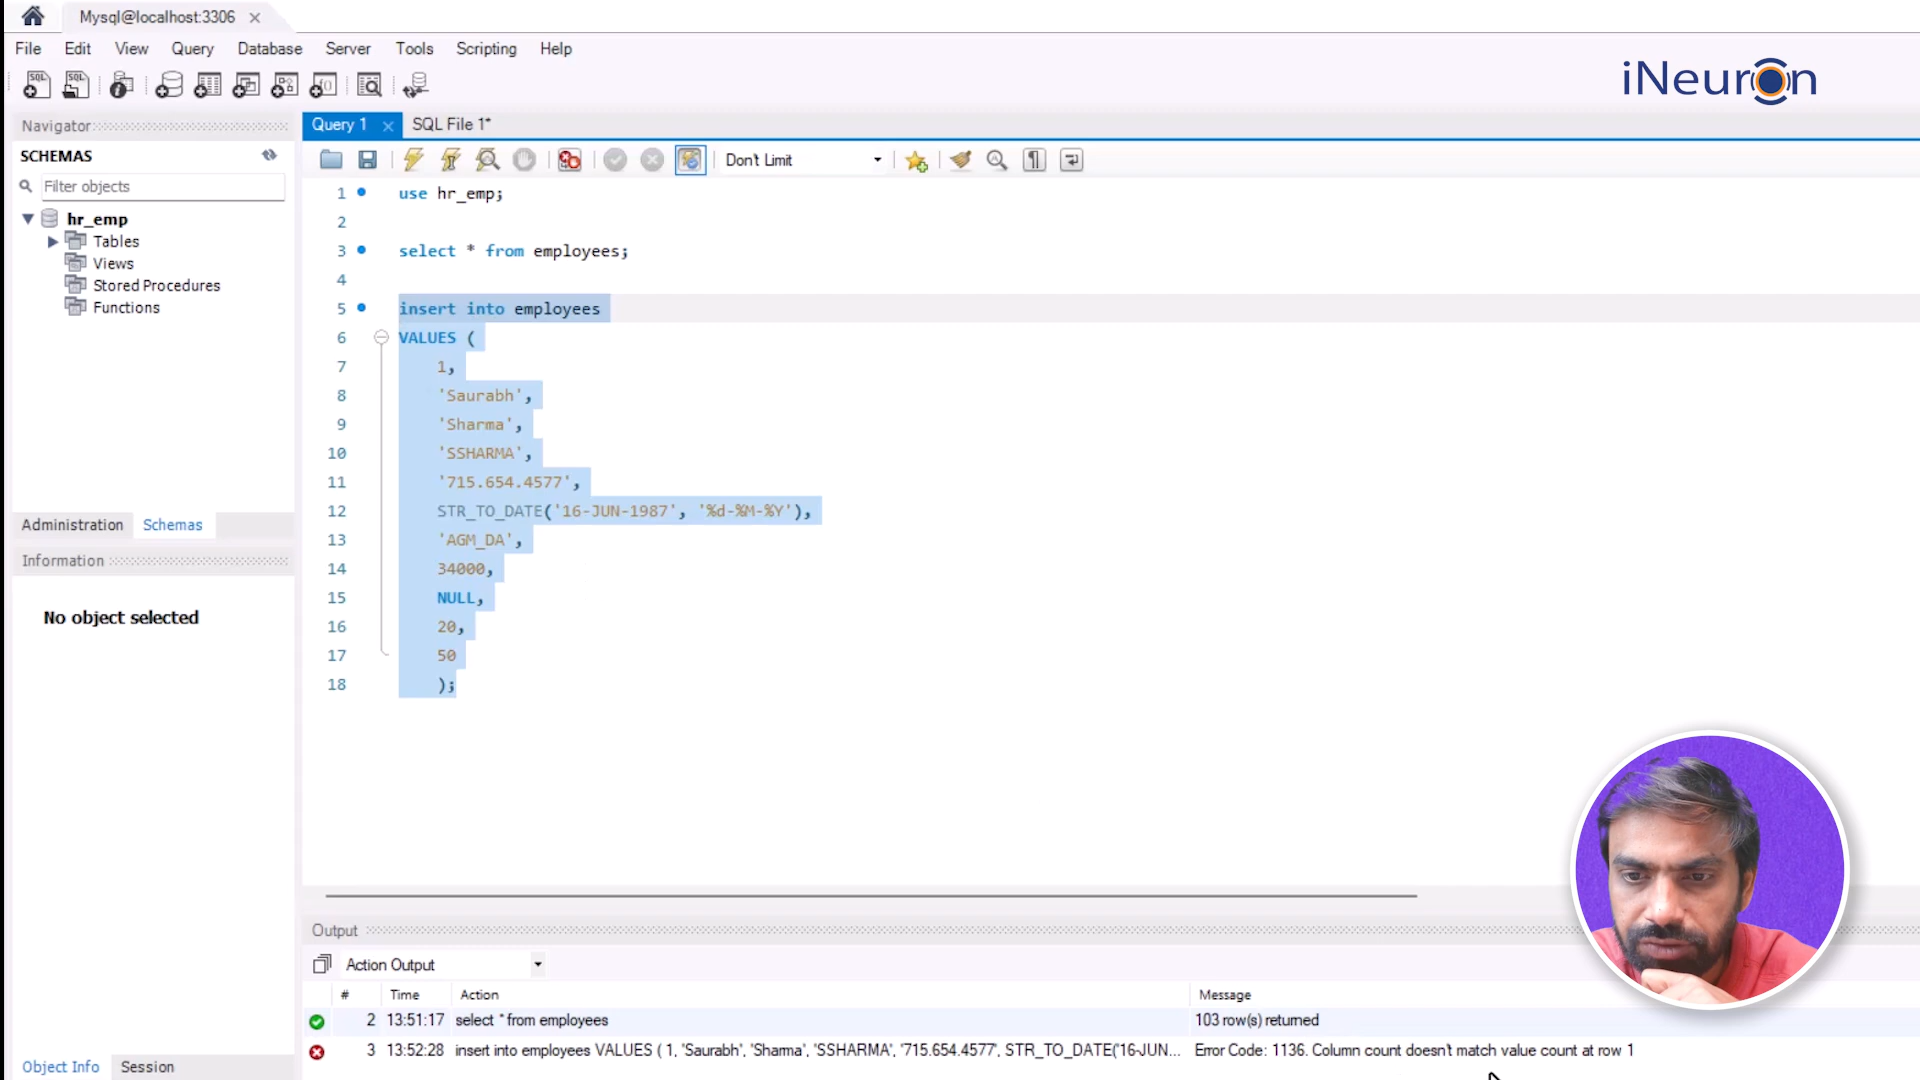 Mysql@localhost:3306
File Edit View Query Database Server Tools Scripting Help
iNeuron
Navigator
SCHEMAS
Filter objects
hr_emp
Tables
Views
Stored Procedures
Functions
Administration Schemas
Information
No object selected
Object Info Session
Query 1 SQL File 1*
Don't Limit
1 use hr_emp;
2
3 select * from employees;
4
5 insert into employees
6 VALUES (
7 1,
8 'Saurabh',
9 'Sharma',
10 'SSHARMA',
11 '715.654.4577',
12 STR_TO_DATE('16-JUN-1987', '%d-%M-%Y'),
13 'AGM_DA',
14 34000,
15 NULL,
16 20,
17 50
18 );
Output
Action Output
# Time Action Message
2 13:51:17 select * from employees 103 row(s) returned
3 13:52:28 insert into employees VALUES ( 1, 'Saurabh', 'Sharma', 'SSHARMA', '715.654.4577', STR_TO_DATE('16-JUN... Error Code: 1136. Column count doesn't match value count at row 1